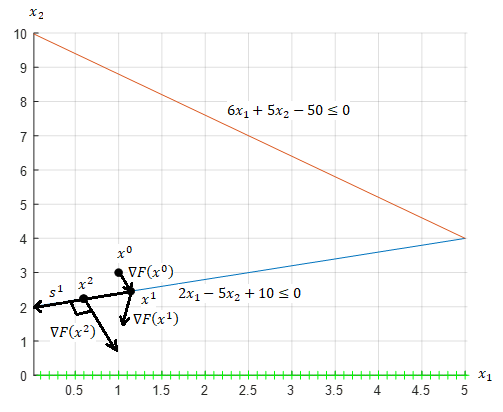 x₂
10
9
8
7
6
5
4
3
2
1
0
6x₁ + 5x₂ − 50 ≤ 0
x⁰
∇F(x⁰)
s¹
x²
x¹
2x₁ − 5x₂ + 10 ≤ 0
∇F(x¹)
∇F(x²)
0.5 1 1.5 2 2.5 3 3.5 4 4.5 5
x₁